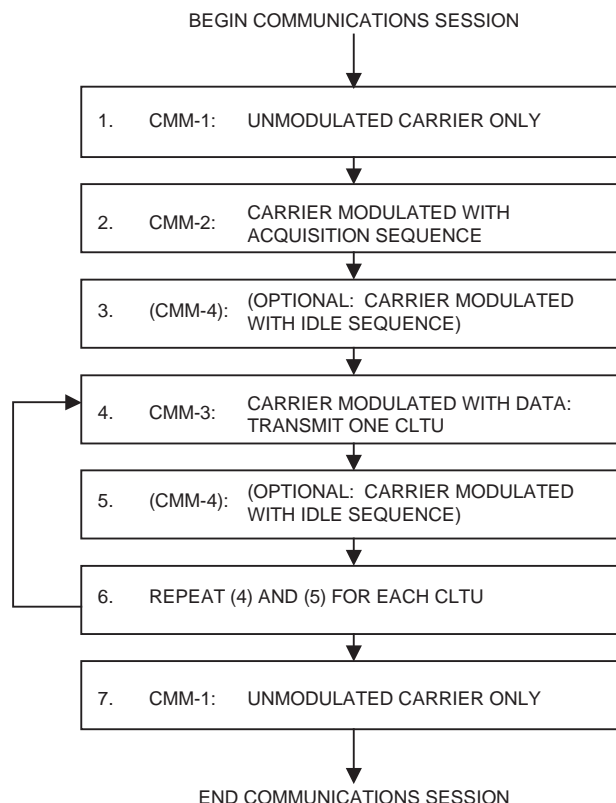 BEGIN COMMUNICATIONS SESSION
1. CMM-1: UNMODULATED CARRIER ONLY
2. CMM-2: CARRIER MODULATED WITH
ACQUISITION SEQUENCE
3. (CMM-4): (OPTIONAL: CARRIER MODULATED
WITH IDLE SEQUENCE)
4. CMM-3: CARRIER MODULATED WITH DATA:
TRANSMIT ONE CLTU
5. (CMM-4): (OPTIONAL: CARRIER MODULATED
WITH IDLE SEQUENCE)
6. REPEAT (4) AND (5) FOR EACH CLTU
7. CMM-1: UNMODULATED CARRIER ONLY
END COMMUNICATIONS SESSION